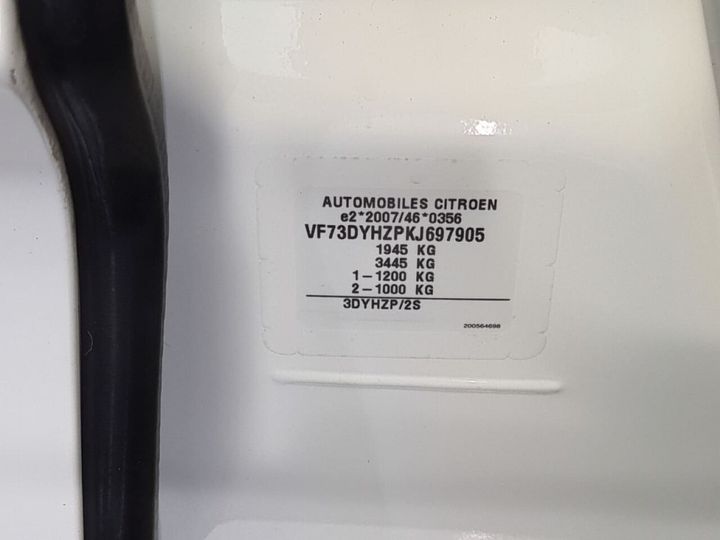 AUTOMOBILES CITROEN
e2*2007/46*0356
VF73DYHZPKJ697905
1945 KG
3445 KG
1-1200 KG
2-1000 KG
3DYHZP/2S
200564698